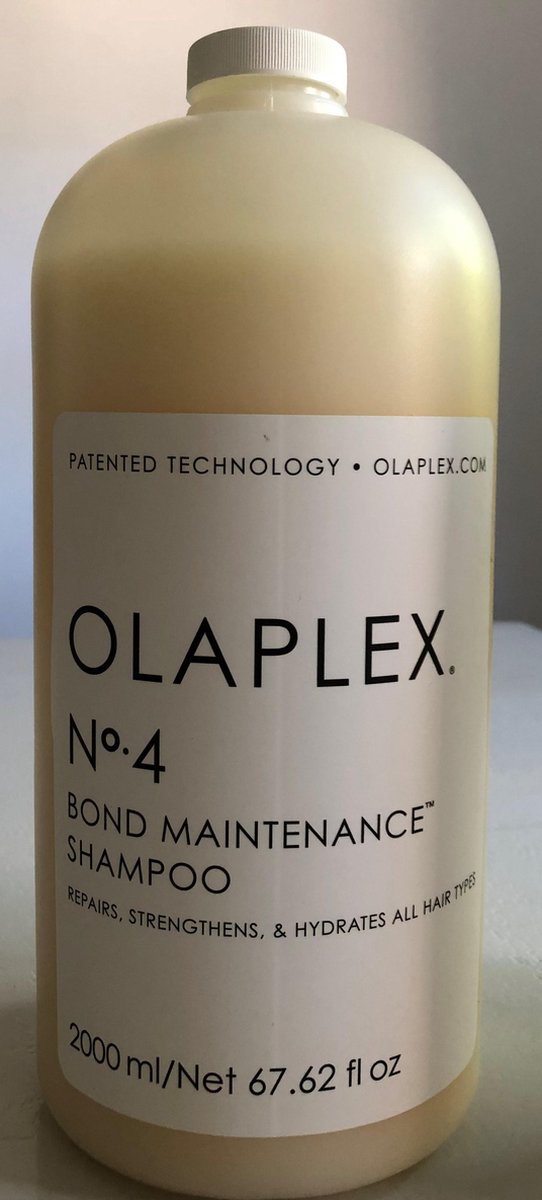 PATENTED TECHNOLOGY • OLAPLEX.COM
OLAPLEX®
Nº.4
BOND MAINTENANCE™
SHAMPOO
REPAIRS, STRENGTHENS, & HYDRATES ALL HAIR TYPES
2000 ml/Net 67.62 fl oz